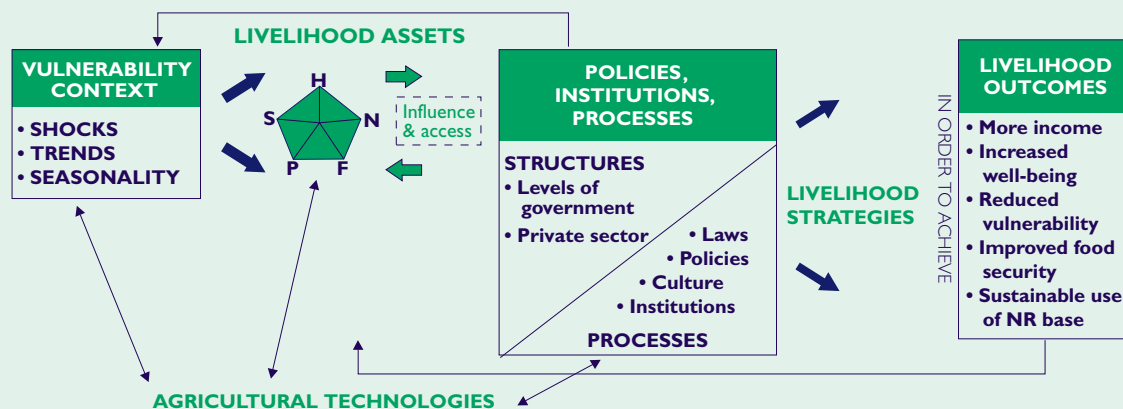 LIVELIHOOD ASSETS
VULNERABILITY
CONTEXT
• SHOCKS
• TRENDS
• SEASONALITY
H
S
N
P
F
Influence
& access
POLICIES,
INSTITUTIONS,
PROCESSES
STRUCTURES
• Levels of
government
• Private sector
• Laws
• Policies
• Culture
• Institutions
PROCESSES
LIVELIHOOD
STRATEGIES
IN ORDER TO ACHIEVE
LIVELIHOOD
OUTCOMES
• More income
• Increased
well-being
• Reduced
vulnerability
• Improved food
security
• Sustainable use
of NR base
AGRICULTURAL TECHNOLOGIES